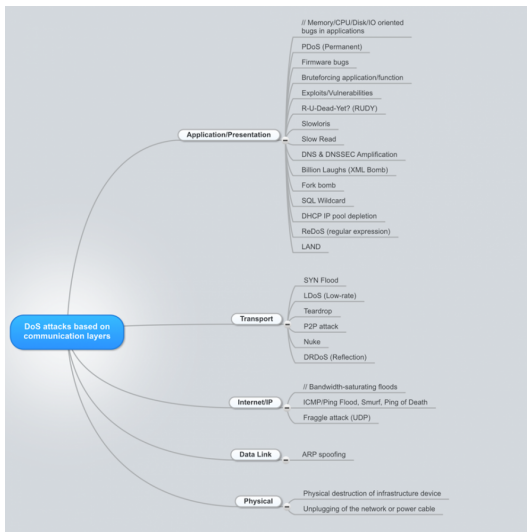 // Memory/CPU/Disk/IO oriented
bugs in applications
PDoS (Permanent)
Firmware bugs
Bruteforcing application/function
Exploits/Vulnerabilities
R-U-Dead-Yet? (RUDY)
Application/Presentation
Slowloris
Slow Read
DNS & DNSSEC Amplification
Billion Laughs (XML Bomb)
Fork bomb
SQL Wildcard
DHCP IP pool depletion
ReDoS (regular expression)
LAND
DoS attacks based on
communication layers
Transport
SYN Flood
LDoS (Low-rate)
Teardrop
P2P attack
Nuke
DRDoS (Reflection)
Internet/IP
// Bandwidth-saturating floods
ICMP/Ping Flood, Smurf, Ping of Death
Fraggle attack (UDP)
Data Link
ARP spoofing
Physical
Physical destruction of infrastructure device
Unplugging of the network or power cable